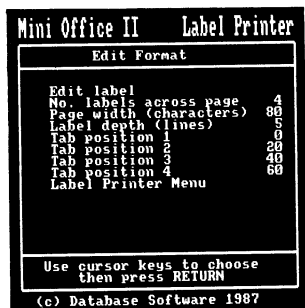 Mini Office II Label Printer
Edit Format
Edit label
No. labels across page 4
Page width (characters) 80
Label depth (lines) 5
Tab position 1 0
Tab position 2 20
Tab position 3 40
Tab position 4 60
Label Printer Menu
Use cursor keys to choose
then press RETURN
(c) Database Software 1987